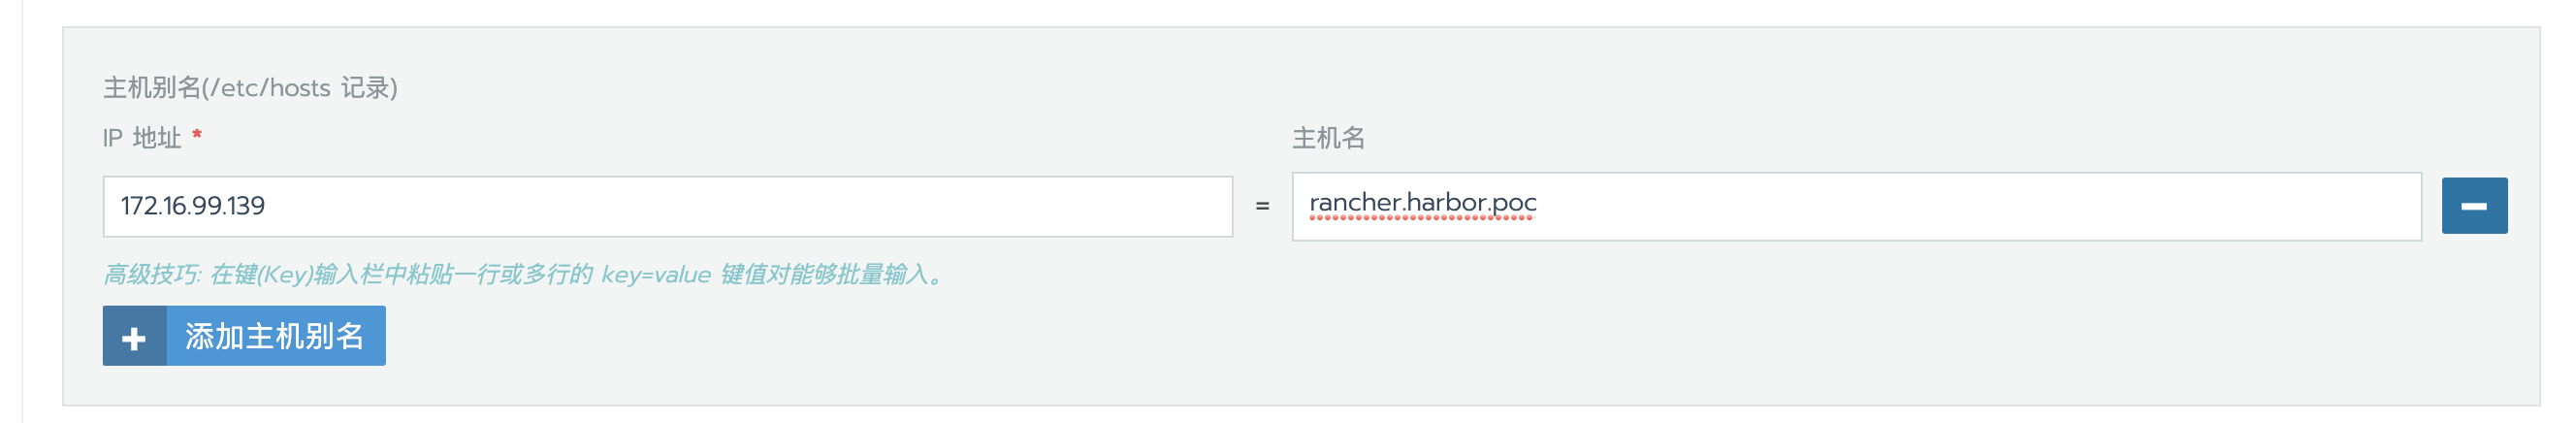 主机别名(/etc/hosts 记录)
IP 地址 *
主机名
172.16.99.139
=
rancher.harbor.poc
高级技巧: 在键(Key)输入栏中粘贴一行或多行的 key=value 键值对能够批量输入。
添加主机别名